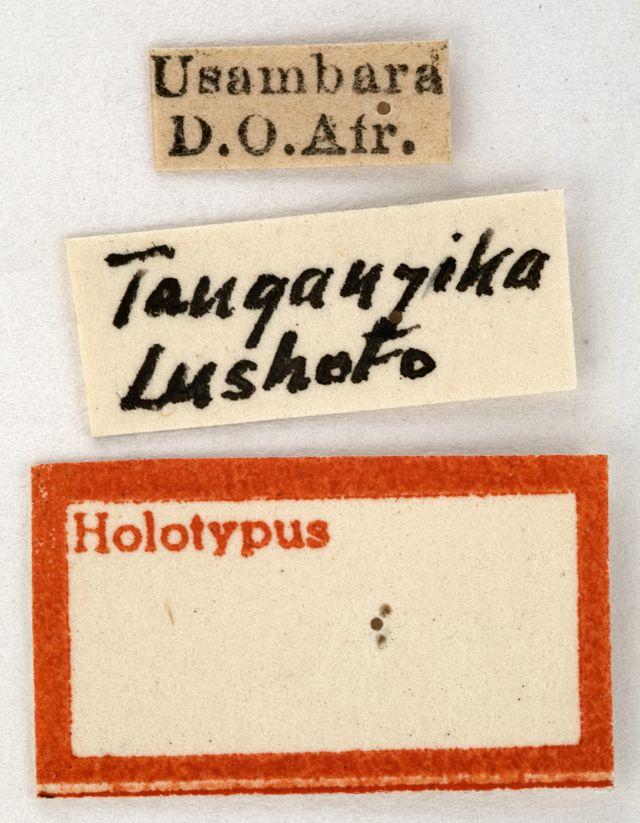 Usambara
D.O.Afr.
Tanganyika
Lushoto
Holotypus